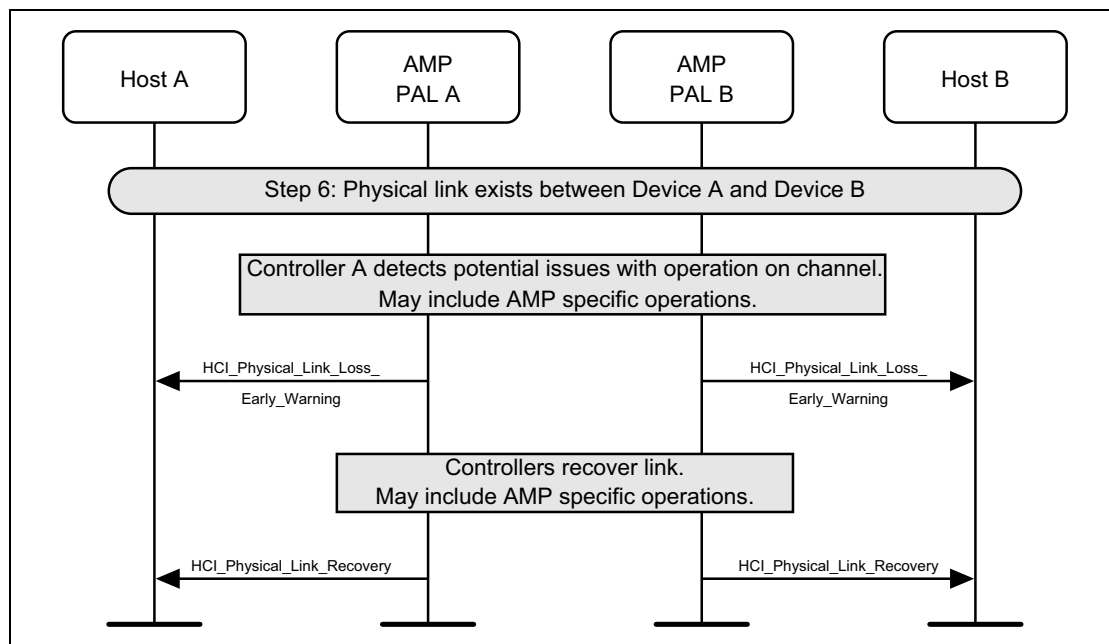 Host A
AMP
PAL A
AMP
PAL B
Host B
Step 6: Physical link exists between Device A and Device B
Controller A detects potential issues with operation on channel.
May include AMP specific operations.
HCI_Physical_Link_Loss_
Early_Warning
HCI_Physical_Link_Loss_
Early_Warning
Controllers recover link.
May include AMP specific operations.
HCI_Physical_Link_Recovery
HCI_Physical_Link_Recovery